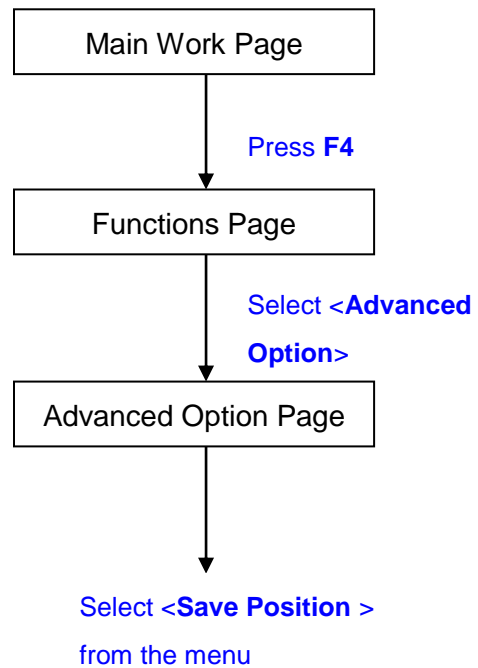 Main Work Page
Press F4
Functions Page
Select <Advanced
Option>
Advanced Option Page
Select <Save Position >
from the menu